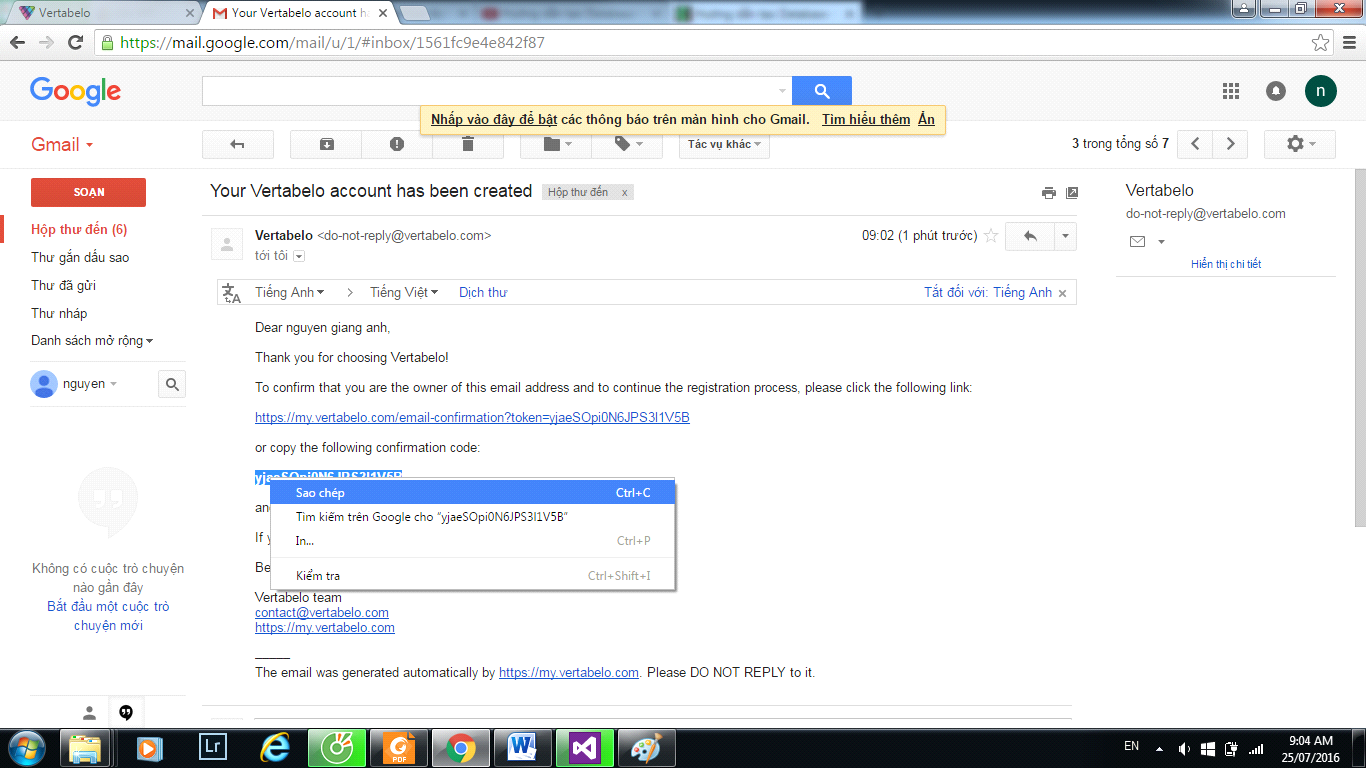 Vertabelo
Your Vertabelo account h
https://mail.google.com/mail/u/1/#inbox/1561fc9e4e842f87
Google
n
Nhấp vào đây để bật các thông báo trên màn hình cho Gmail. Tìm hiểu thêm Ẩn
Gmail
Tác vụ khác
3 trong tổng số 7
SOẠN
Hộp thư đến (6)
Thư gắn dấu sao
Thư đã gửi
Thư nháp
Danh sách mở rộng
nguyen
Không có cuộc trò chuyện
nào gần đây
Bắt đầu một cuộc trò
chuyện mới
Your Vertabelo account has been created Hộp thư đến x
Vertabelo <do-not-reply@vertabelo.com>
09:02 (1 phút trước)
tới tôi
Tiếng Anh > Tiếng Việt Dịch thư
Tắt đối với: Tiếng Anh x
Dear nguyen giang anh,
Thank you for choosing Vertabelo!
To confirm that you are the owner of this email address and to continue the registration process, please click the following link:
https://my.vertabelo.com/email-confirmation?token=yjaeSOpi0N6JPS3I1V5B
or copy the following confirmation code:
yjaeSOpi0N6JPS3I1V5B
Sao chép Ctrl+C
Tìm kiếm trên Google cho "yjaeSOpi0N6JPS3I1V5B"
In... Ctrl+P
Kiểm tra Ctrl+Shift+I
If y
Be
Vertabelo team
contact@vertabelo.com
https://my.vertabelo.com
The email was generated automatically by https://my.vertabelo.com. Please DO NOT REPLY to it.
Vertabelo
do-not-reply@vertabelo.com
Hiển thị chi tiết
Lr
PDF
W
EN
9:04 AM
25/07/2016